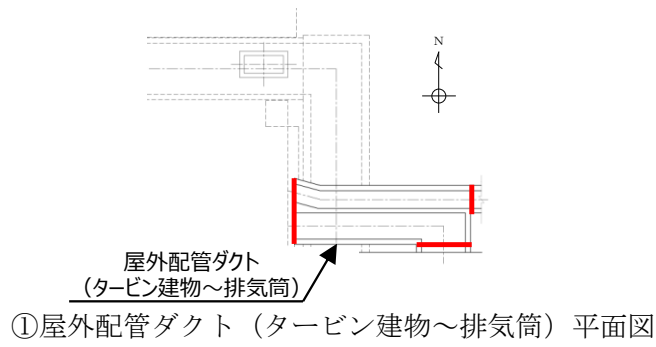 N
屋外配管ダクト
（タービン建物～排気筒）
①屋外配管ダクト（タービン建物～排気筒）平面図